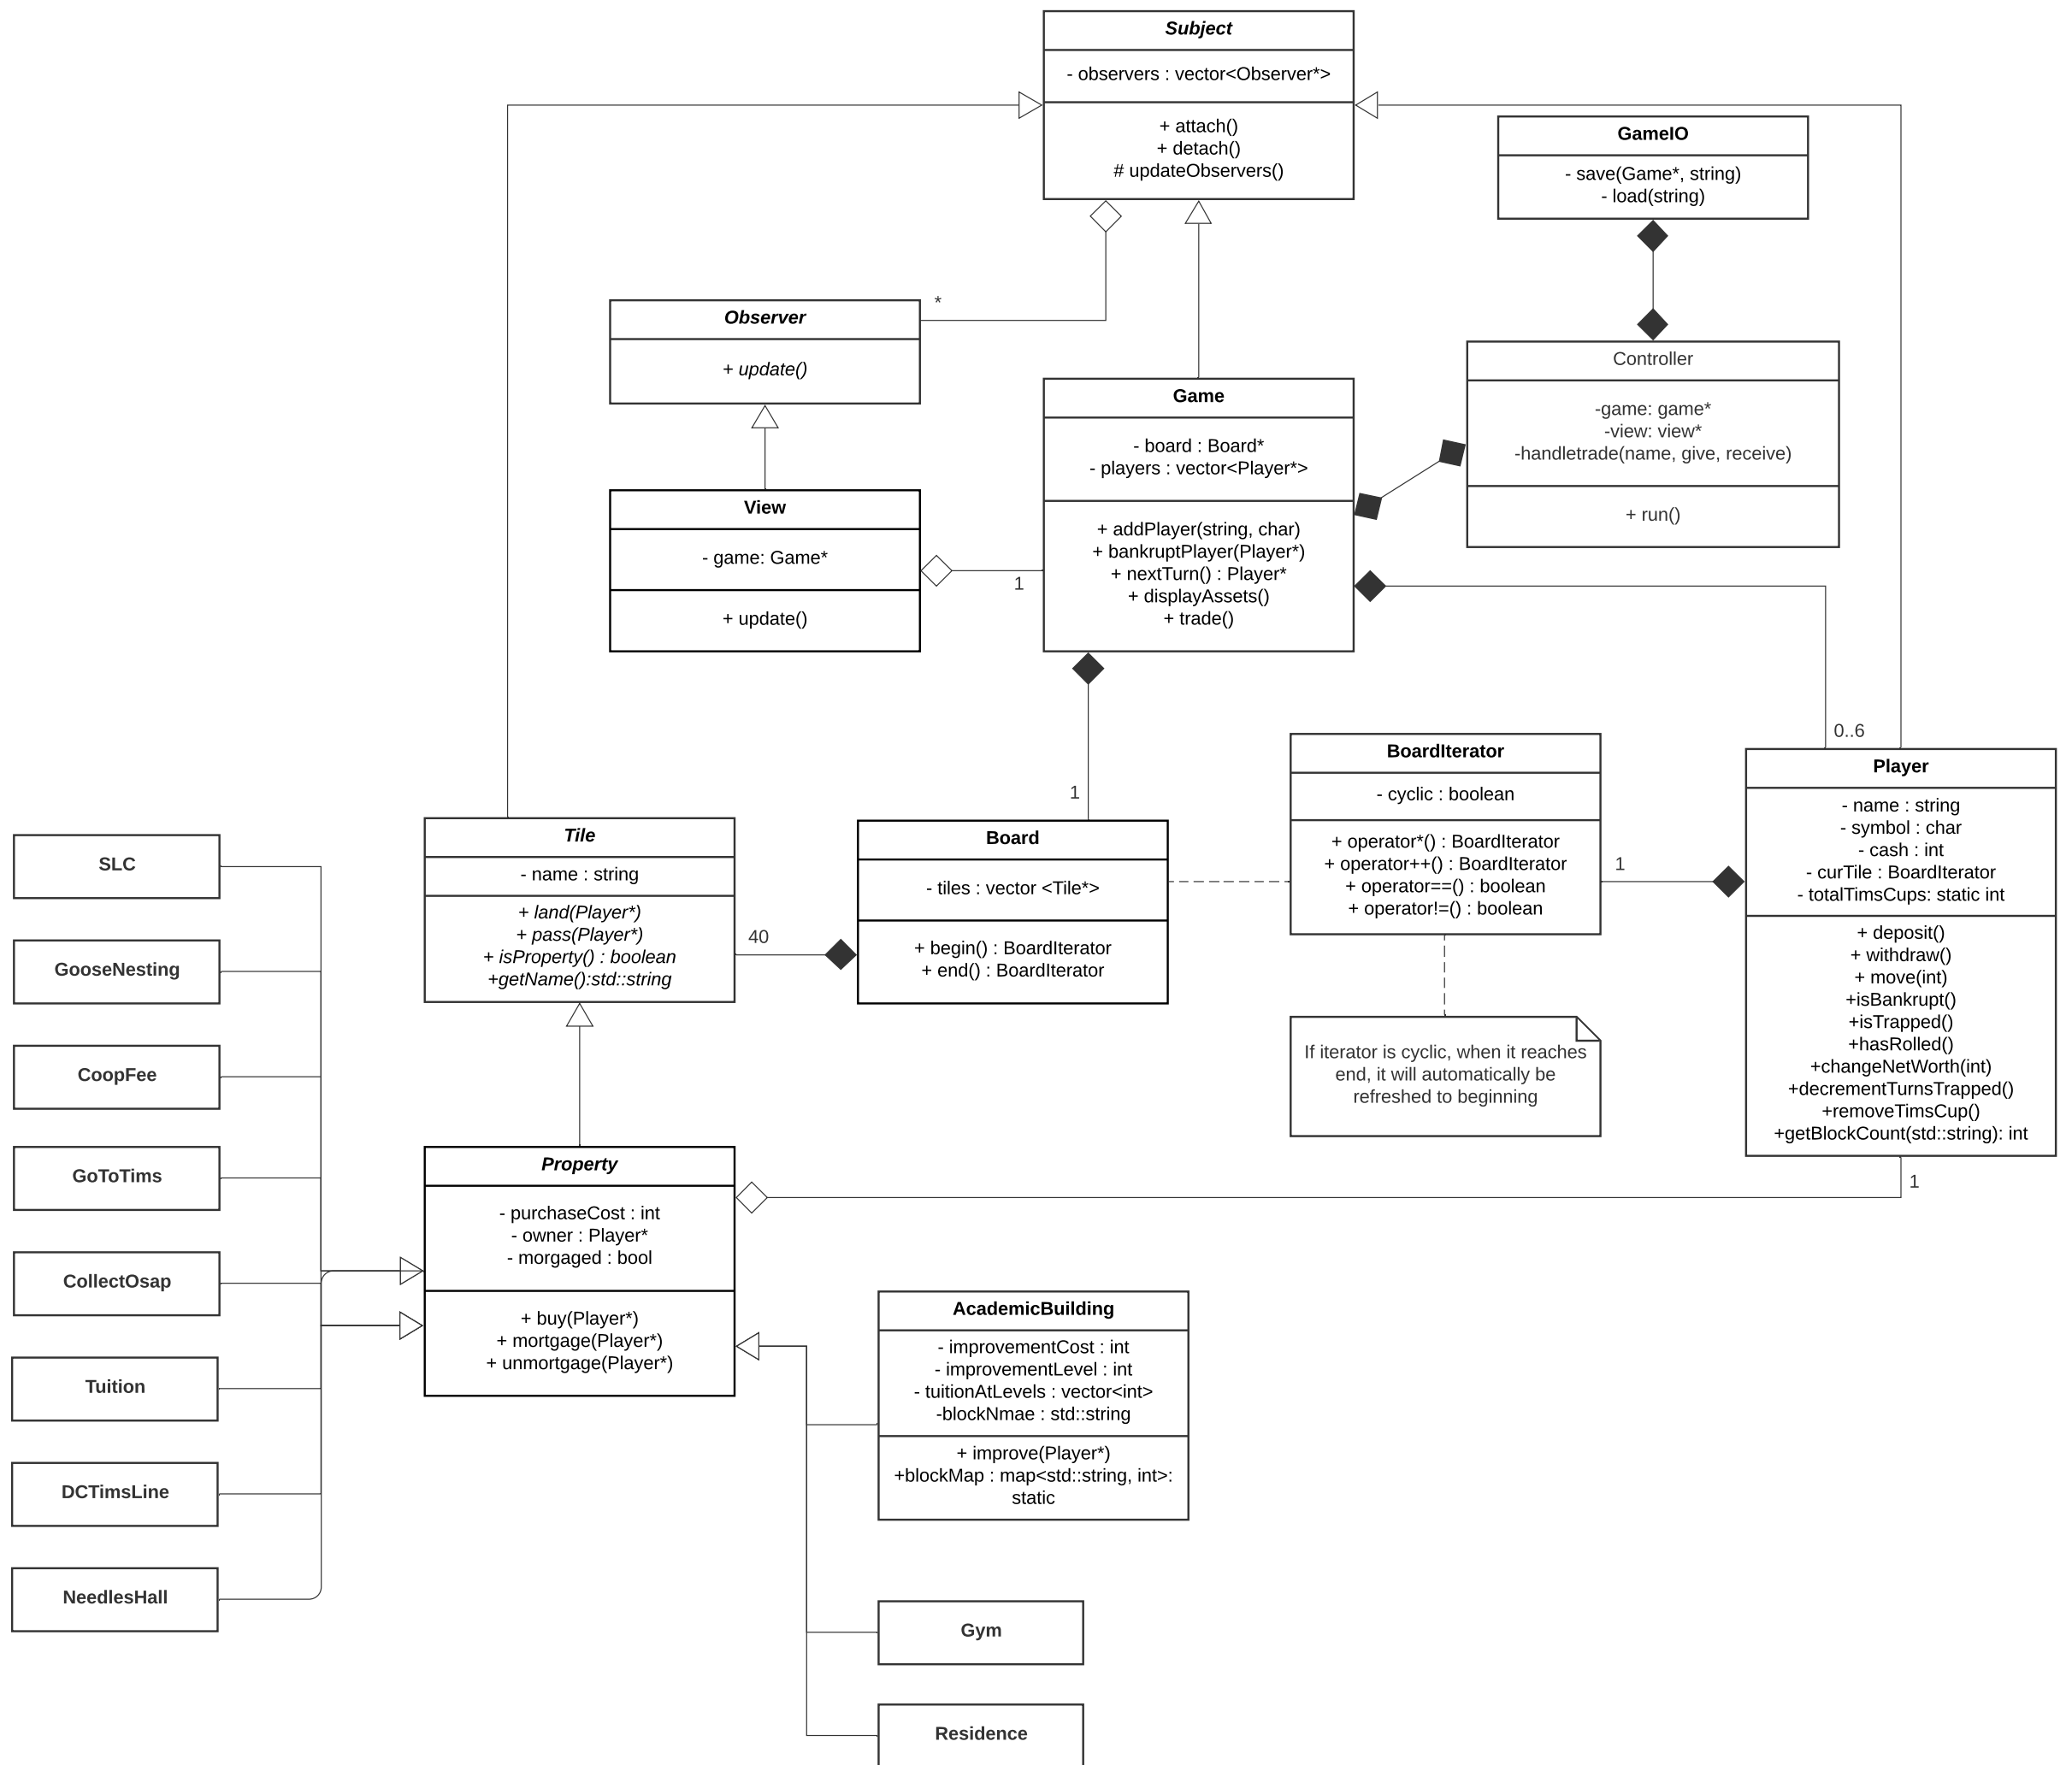 Subject
- observers : vector<Observer*>
+ attach()
+ detach()
# updateObservers()
GameIO
- save(Game*, string)
- load(string)
*
Observer
+ update()
Controller
-game: game*
-view: view*
-handletrade(name, give, receive)
+ run()
Game
- board : Board*
- players : vector<Player*>
+ addPlayer(string, char)
+ bankruptPlayer(Player*)
+ nextTurn() : Player*
+ displayAssets()
+ trade()
View
- game: Game*
+ update()
1
0..6
1
BoardIterator
- cyclic : boolean
+ operator*() : BoardIterator
+ operator++() : BoardIterator
+ operator==() : boolean
+ operator!=() : boolean
1
Player
- name : string
- symbol : char
- cash : int
- curTile : BoardIterator
- totalTimsCups: static int
+ deposit()
+ withdraw()
+ move(int)
+isBankrupt()
+isTrapped()
+hasRolled()
+changeNetWorth(int)
+decrementTurnsTrapped()
+removeTimsCup()
+getBlockCount(std::string): int
1
Tile
- name : string
+ land(Player*)
+ pass(Player*)
+ isProperty() : boolean
+getName():std::string
40
Board
- tiles : vector <Tile*>
+ begin() : BoardIterator
+ end() : BoardIterator
If iterator is cyclic, when it reaches
end, it will automatically be
refreshed to beginning
SLC
GooseNesting
CoopFee
GoToTims
CollectOsap
Tuition
DCTimsLine
NeedlesHall
Property
- purchaseCost : int
- owner : Player*
- morgaged : bool
+ buy(Player*)
+ mortgage(Player*)
+ unmortgage(Player*)
AcademicBuilding
- improvementCost : int
- improvementLevel : int
- tuitionAtLevels : vector<int>
-blockNmae : std::string
+ improve(Player*)
+blockMap : map<std::string, int>:
static
Gym
Residence